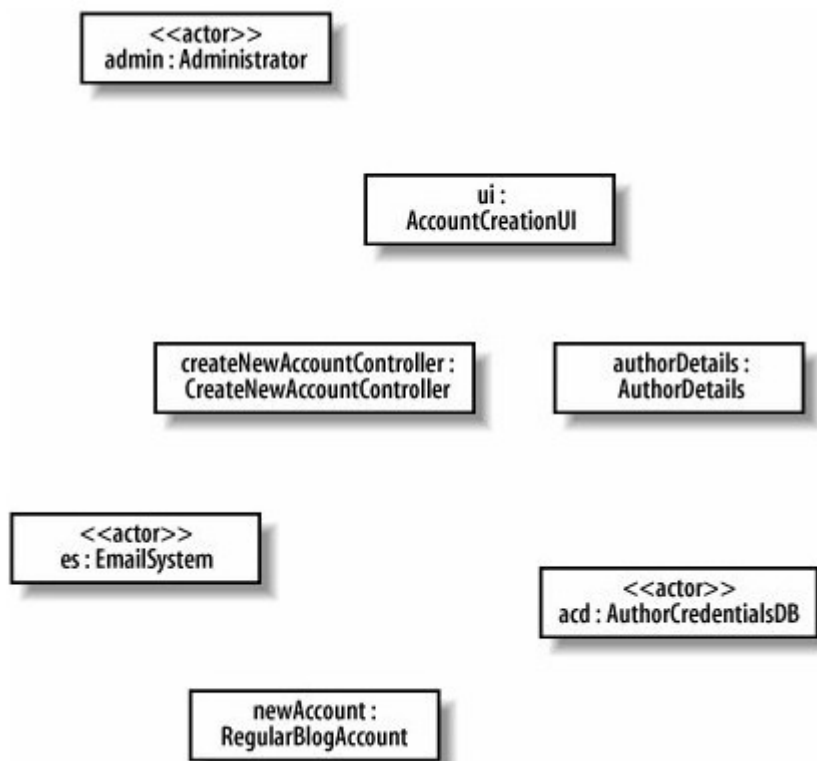 <<actor>>
admin : Administrator
ui :
AccountCreationUI
createNewAccountController :
CreateNewAccountController
authorDetails :
AuthorDetails
<<actor>>
es : EmailSystem
<<actor>>
acd : AuthorCredentialsDB
newAccount :
RegularBlogAccount